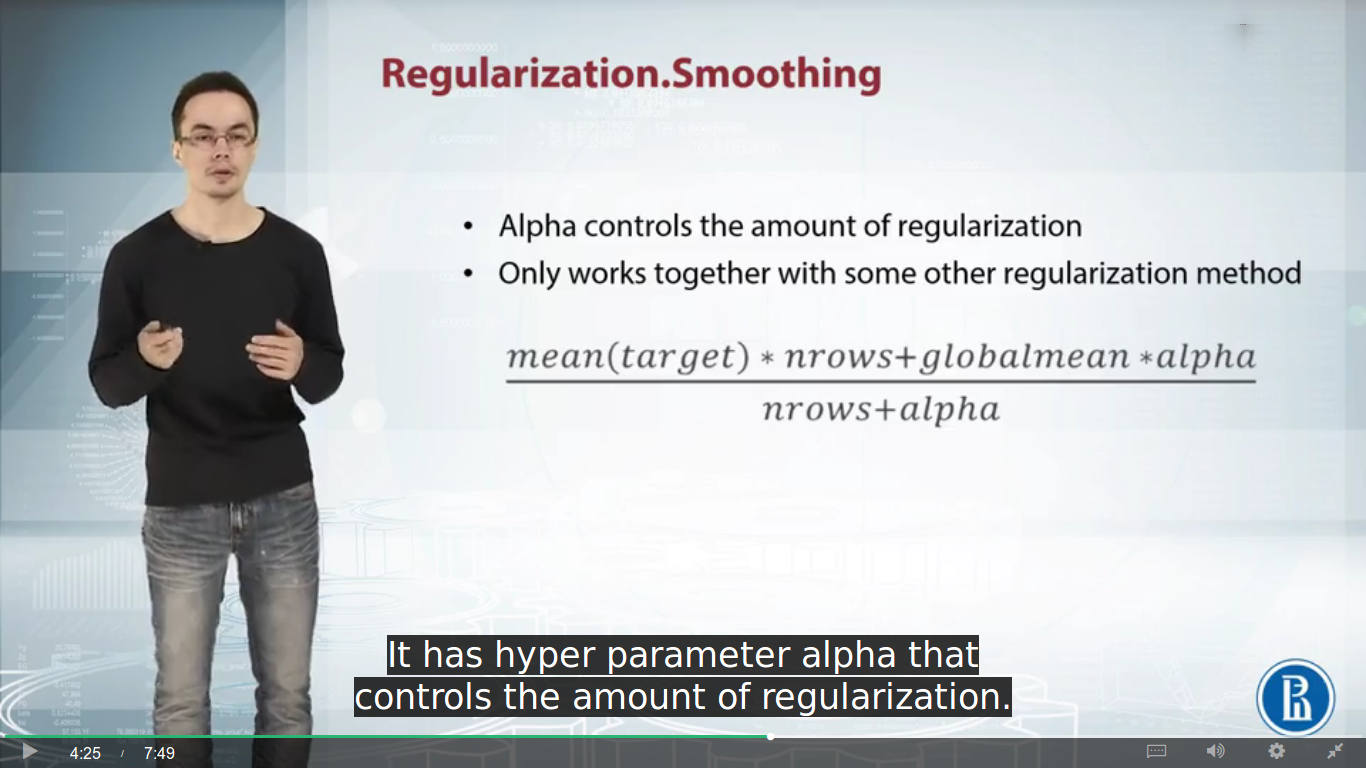 Regularization.Smoothing
• Alpha controls the amount of regularization
• Only works together with some other regularization method
mean(target) * nrows+globalmean *alpha
nrows+alpha
It has hyper parameter alpha that
controls the amount of regularization.
4:25 / 7:49